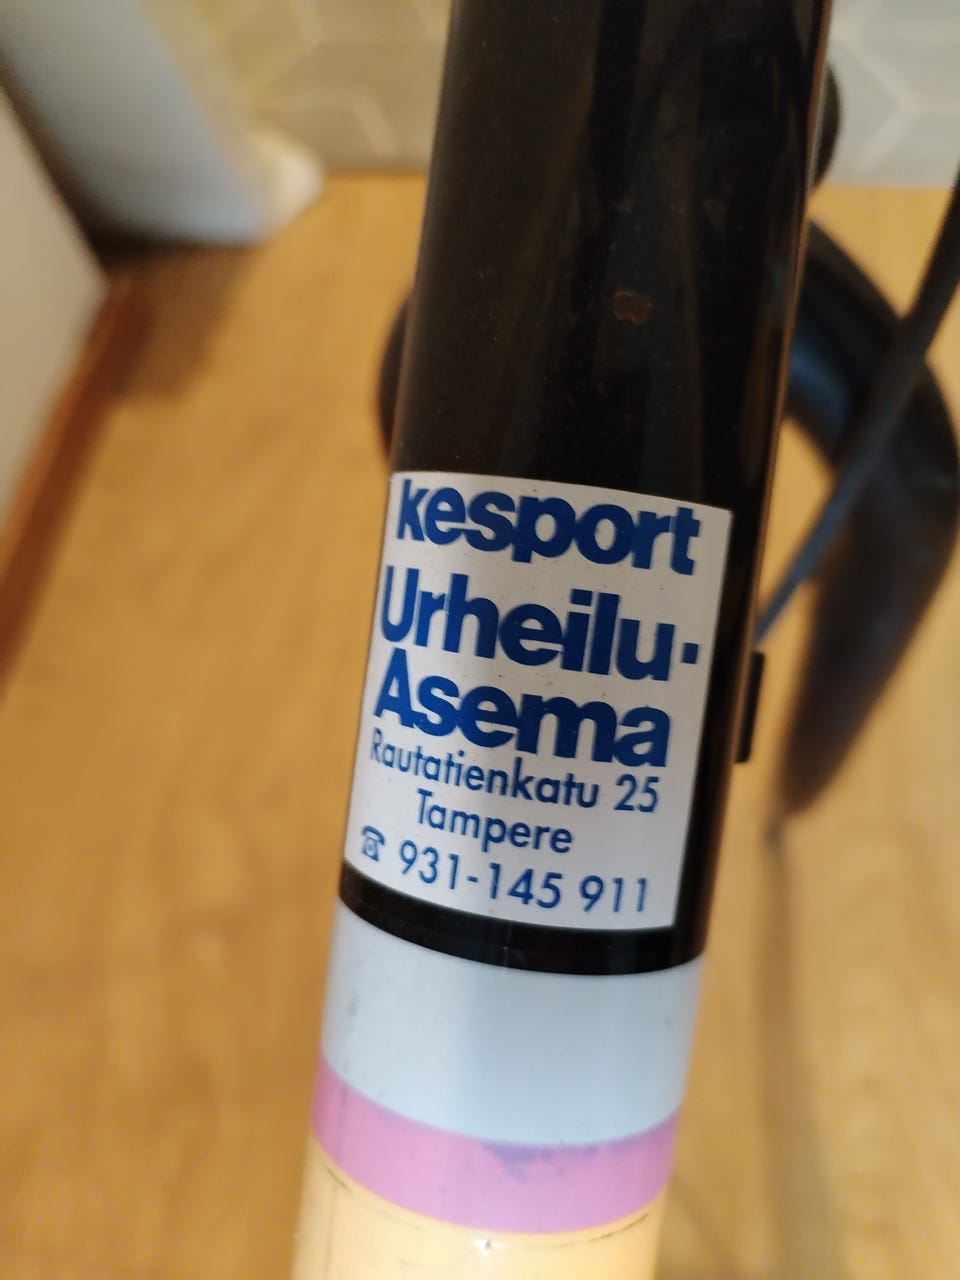 kesport
Urheilu-
Asema
Rautatienkatu 25
Tampere
☎ 931-145 911